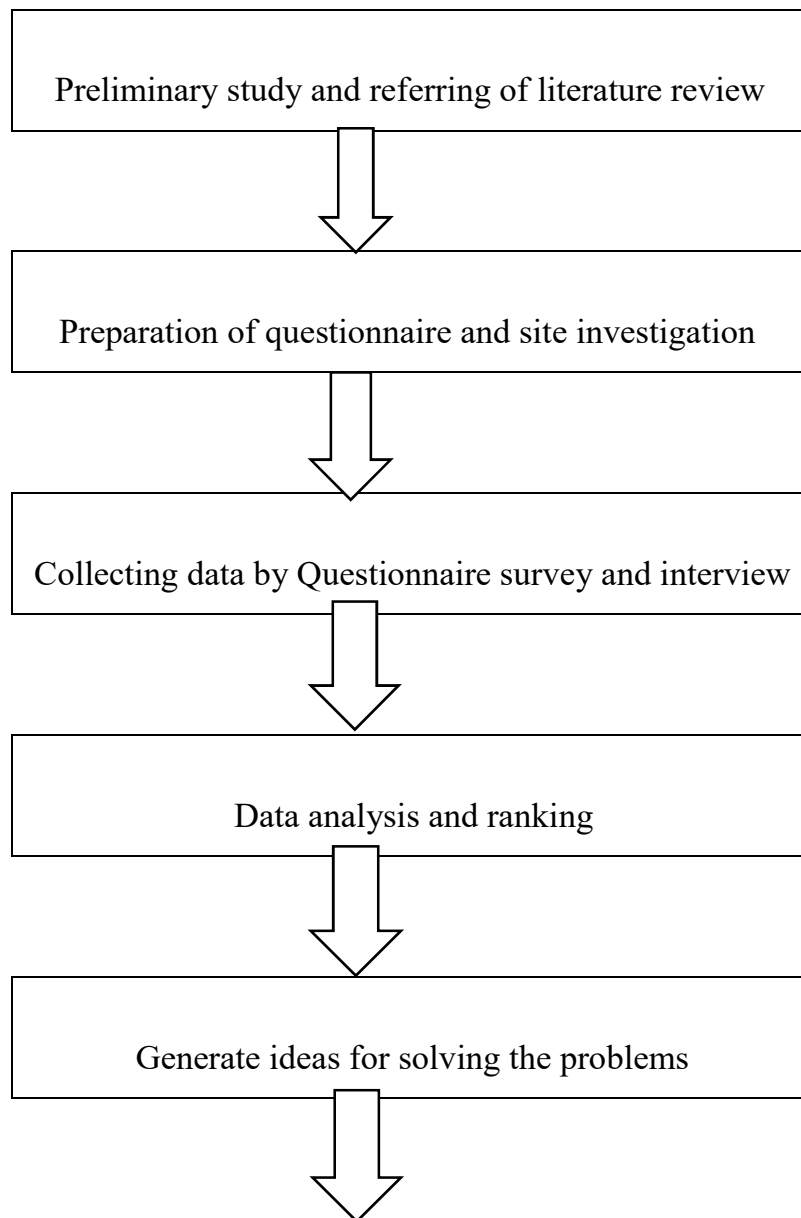 Preliminary study and referring of literature review
Preparation of questionnaire and site investigation
Collecting data by Questionnaire survey and interview
Data analysis and ranking
Generate ideas for solving the problems